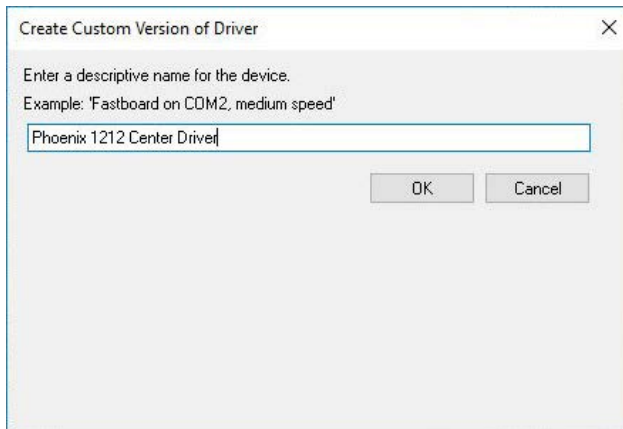 Create Custom Version of Driver
Enter a descriptive name for the device.
Example: 'Fastboard on COM2, medium speed'
Phoenix 1212 Center Driver
OK Cancel